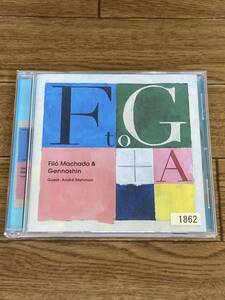 F to G
+ A
Filó Machado &
Gennoshin
Guest : André Mehmari
1862